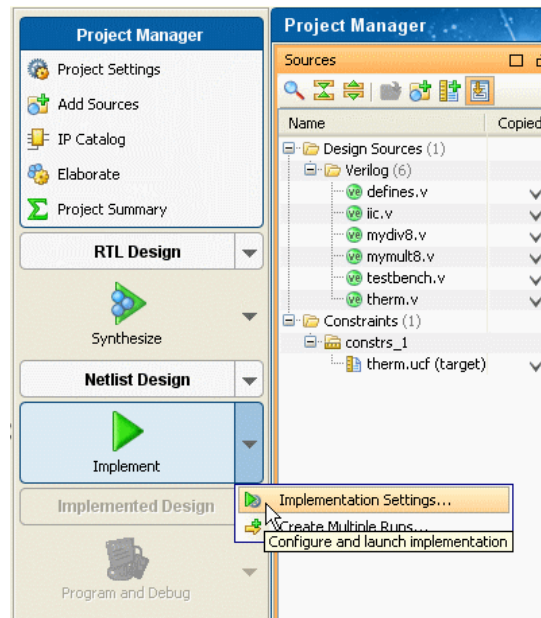 Project Manager
Project Settings
Add Sources
IP Catalog
Elaborate
Project Summary
RTL Design
Synthesize
Netlist Design
Implement
Implemented Design
Program and Debug
Project Manager
Sources
Name Copied
Design Sources (1)
Verilog (6)
defines.v
iic.v
mydiv8.v
mymult8.v
testbench.v
therm.v
Constraints (1)
constrs_1
therm.ucf (target)
Implementation Settings...
Create Multiple Runs...
Configure and launch implementation